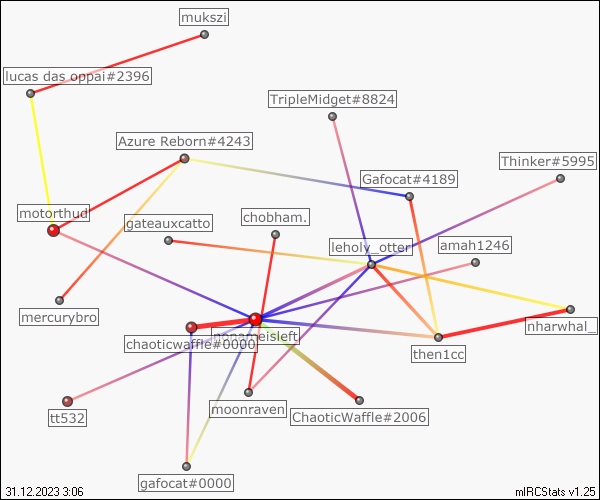 mukszi
lucas das oppai#2396
TripleMidget#8824
Azure Reborn#4243
Thinker#5995
Gafocat#4189
motorthud
chobham.
gateauxcatto
leholy_otter
amah1246
mercurybro
nharwhal_
nonameisleft
chaoticwaffle#0000
then1cc
moonraven
ChaoticWaffle#2006
tt532
gafocat#0000
31.12.2023 3:06
mIRCStats v1.25